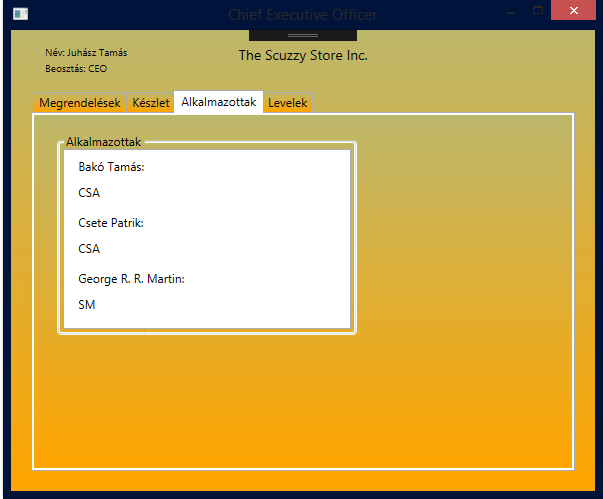 Chief Executive Officer
Név: Juhász Tamás
Beosztás: CEO
The Scuzzy Store Inc.
Megrendelések
Készlet
Alkalmazottak
Levelek
Alkalmazottak
Bakó Tamás:
CSA
Csete Patrik:
CSA
George R. R. Martin:
SM